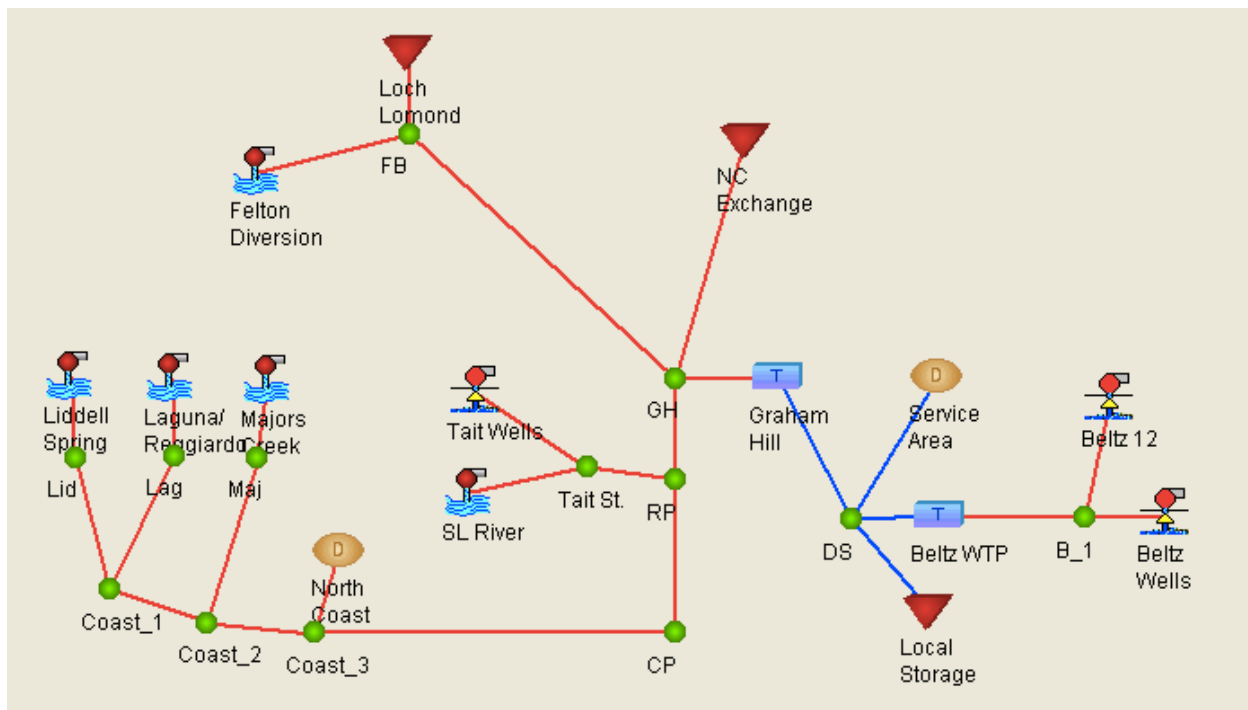 Loch
Lomond
FB
NC
Exchange
Felton
Diversion
Liddell
Spring
Laguna/
Reggiardo
Majors
Creek
Tait Wells
GH
T
Graham
Hill
D
Service
Area
Beltz 12
Lid
Lag
Maj
SL River
Tait St.
RP
DS
T
Beltz WTP
B_1
Beltz
Wells
D
North
Coast
Coast_1
Coast_2
Coast_3
CP
Local
Storage